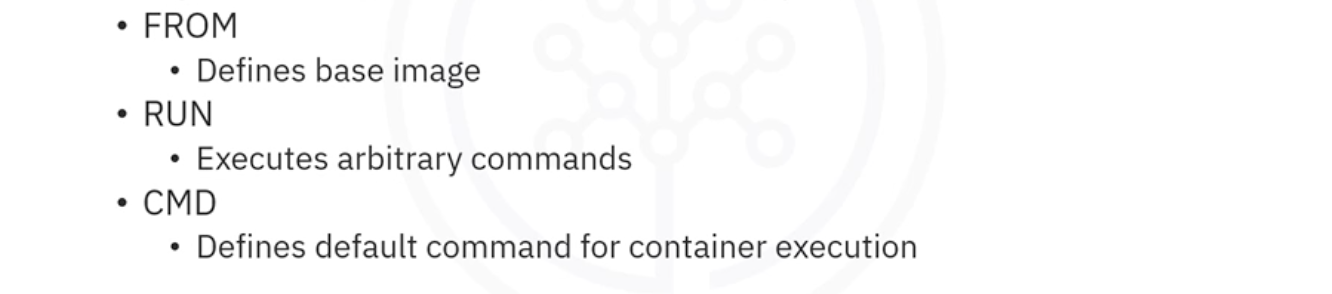 • FROM
• Defines base image
• RUN
• Executes arbitrary commands
• CMD
• Defines default command for container execution